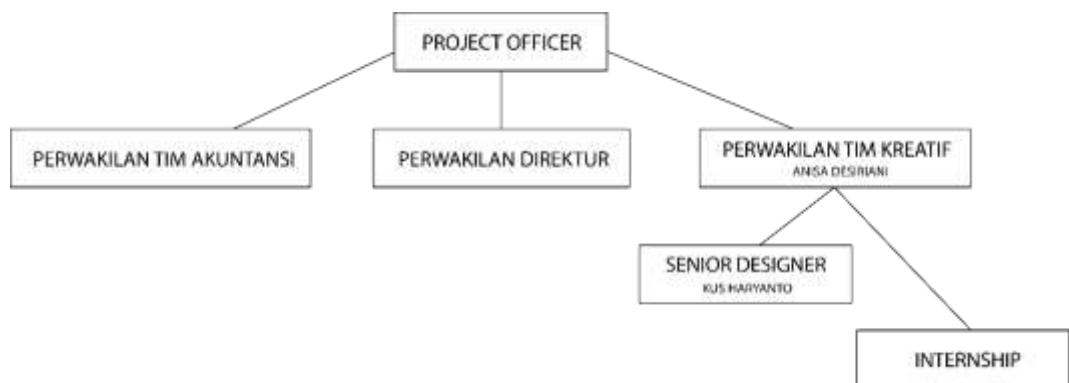 PROJECT OFFICER
PERWAKILAN TIM AKUNTANSI
PERWAKILAN DIREKTUR
PERWAKILAN TIM KREATIF
ANISA DESIRIANI
SENIOR DESIGNER
KUS HARYANTO
INTERNSHIP